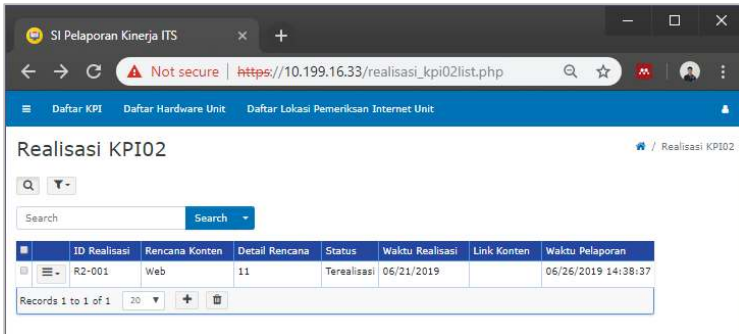 SI Pelaporan Kinerja ITS
Not secure https://10.199.16.33/realisasi_kpi02list.php
Daftar KPI Daftar Hardware Unit Daftar Lokasi Pemeriksan Internet Unit
Realisasi KPI02
/ Realisasi KPI02
Search Search
ID Realisasi Rencana Konten Detail Rencana Status Waktu Realisasi Link Konten Waktu Pelaporan
R2-001 Web 11 Terealisasi 06/21/2019 06/26/2019 14:38:37
Records 1 to 1 of 1 20